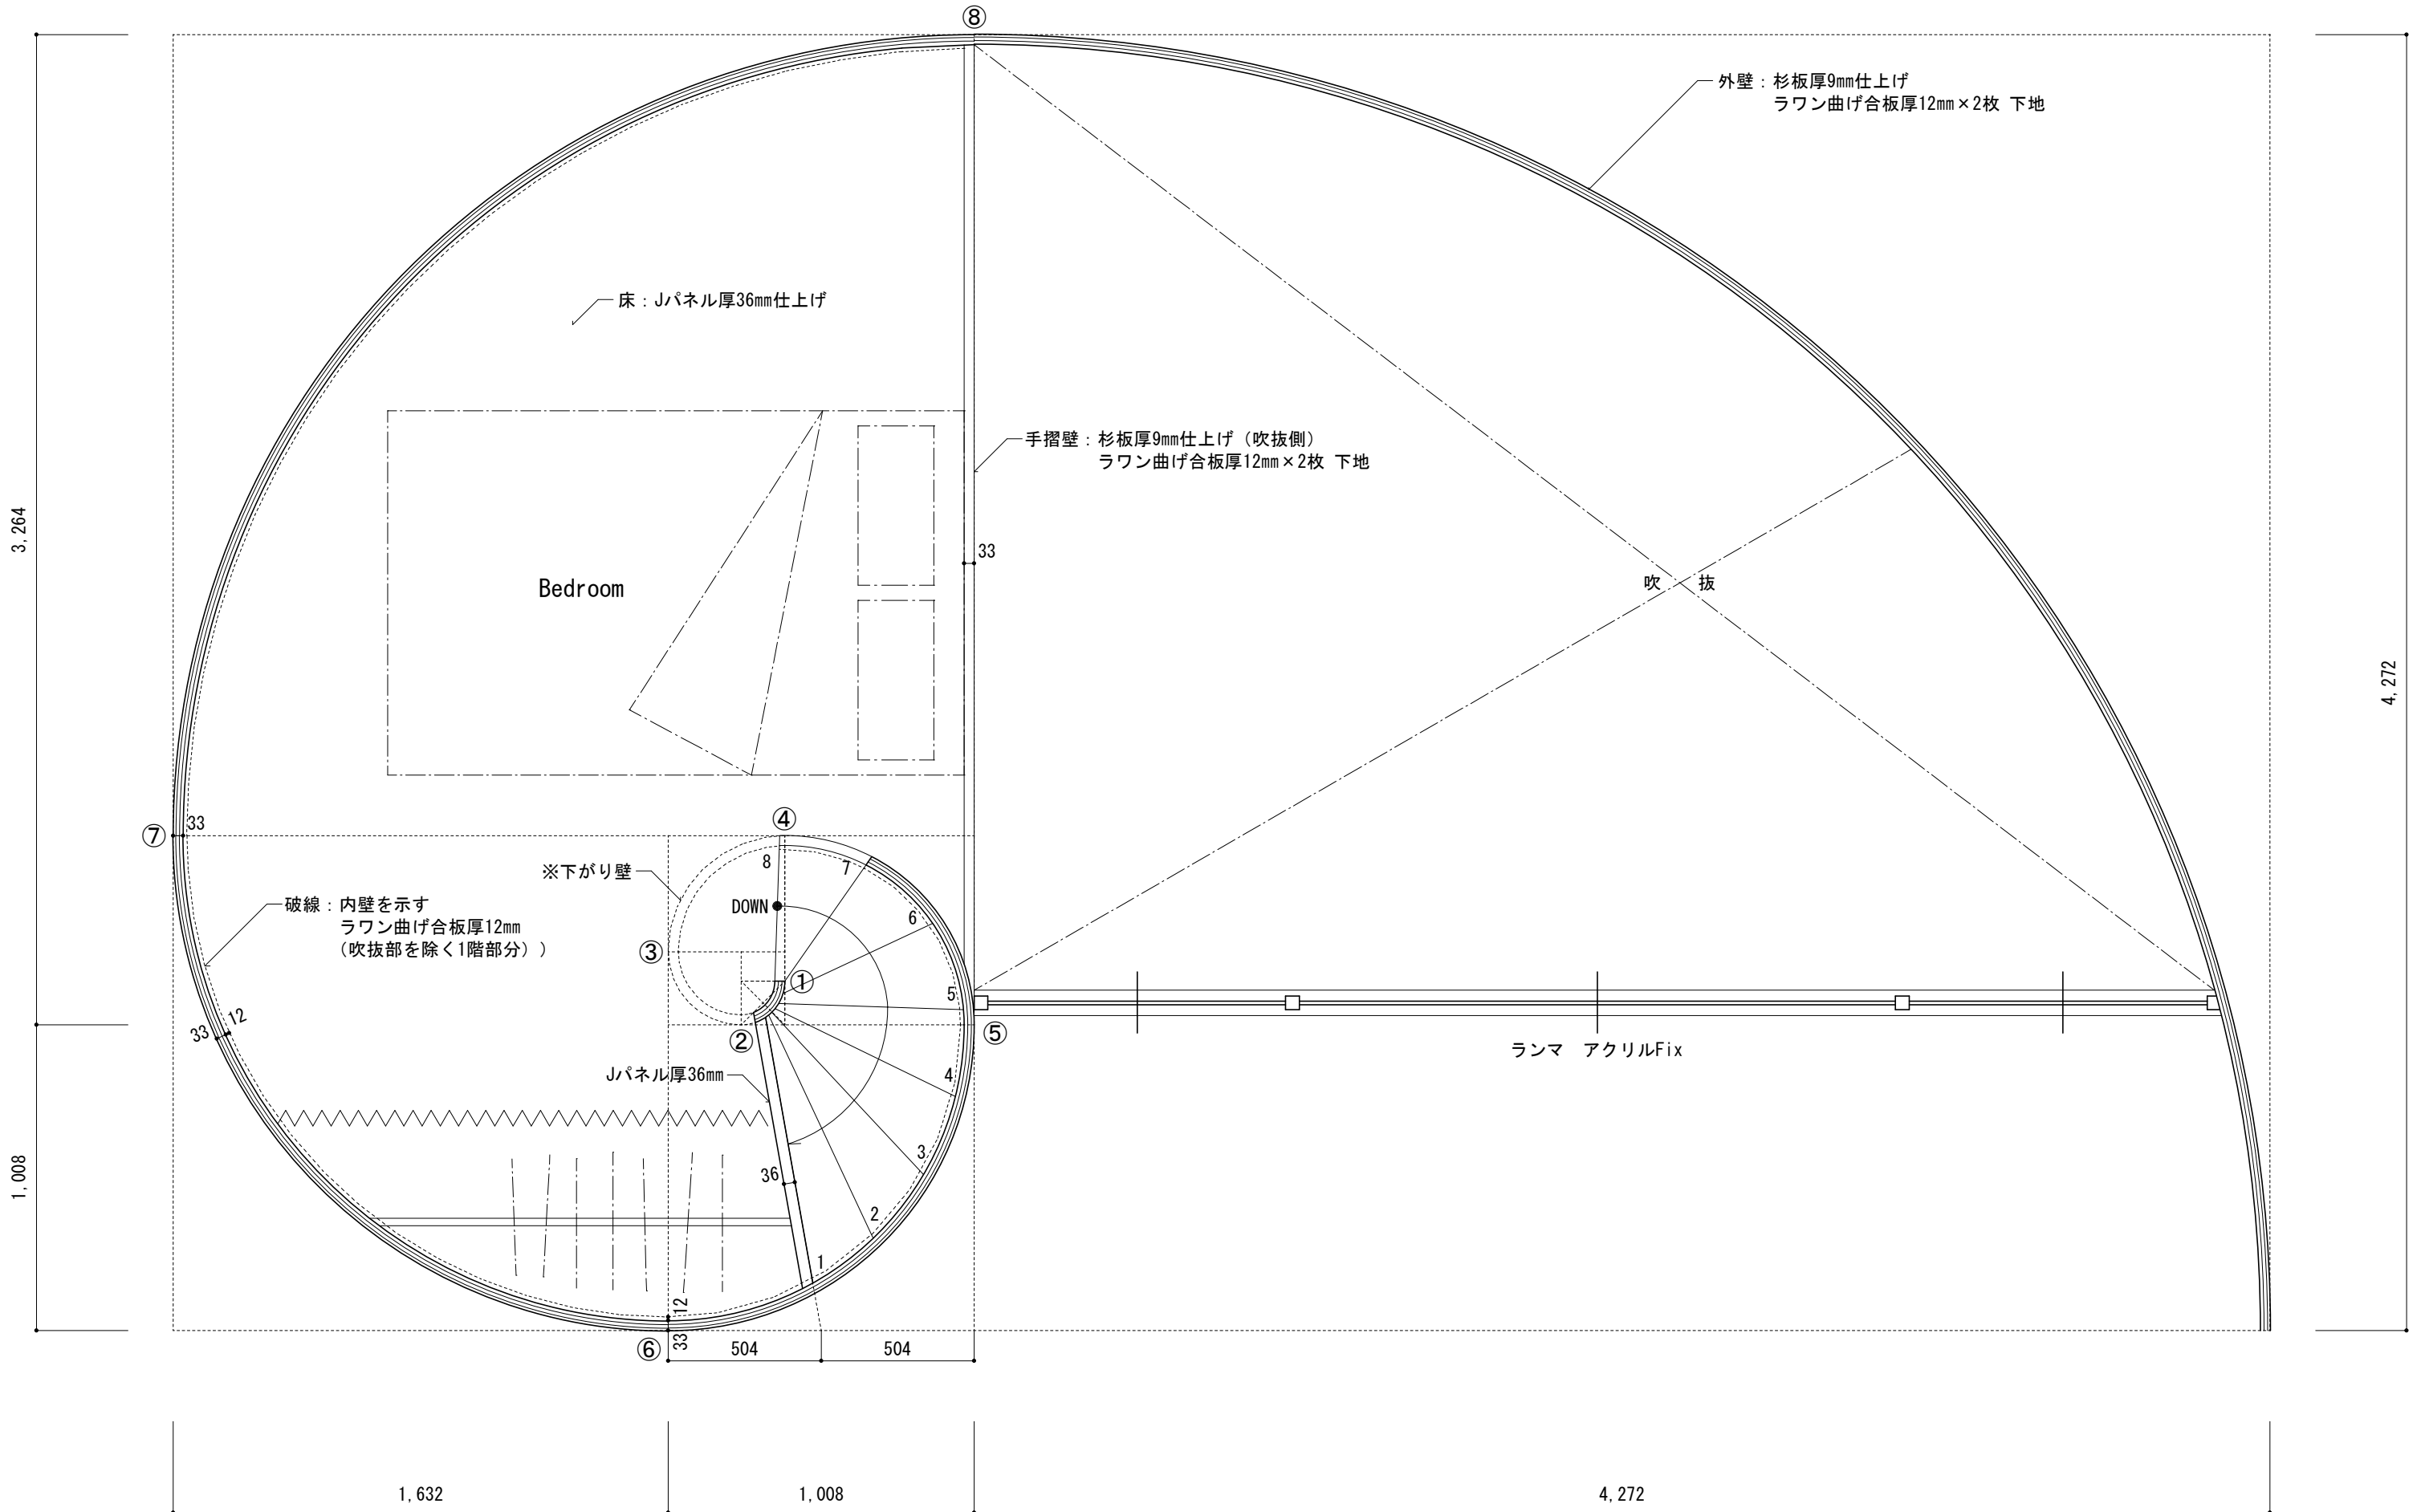 ⑧
外壁：杉板厚9mm仕上げ
ラワン曲げ合板厚12mm×2枚 下地
床：Jパネル厚36mm仕上げ
手摺壁：杉板厚9mm仕上げ（吹抜側）
ラワン曲げ合板厚12mm×2枚 下地
3,264
33
Bedroom
吹 抜
4,272
④
⑦
33
※下がり壁
8
7
破線：内壁を示す
ラワン曲げ合板厚12mm
（吹抜部を除く1階部分））
DOWN
6
③
①
5
33
12
②
⑤
ランマ アクリルFix
Jパネル厚36mm
4
3
36
1,008
2
1
12
33
⑥
504
504
1,632
1,008
4,272